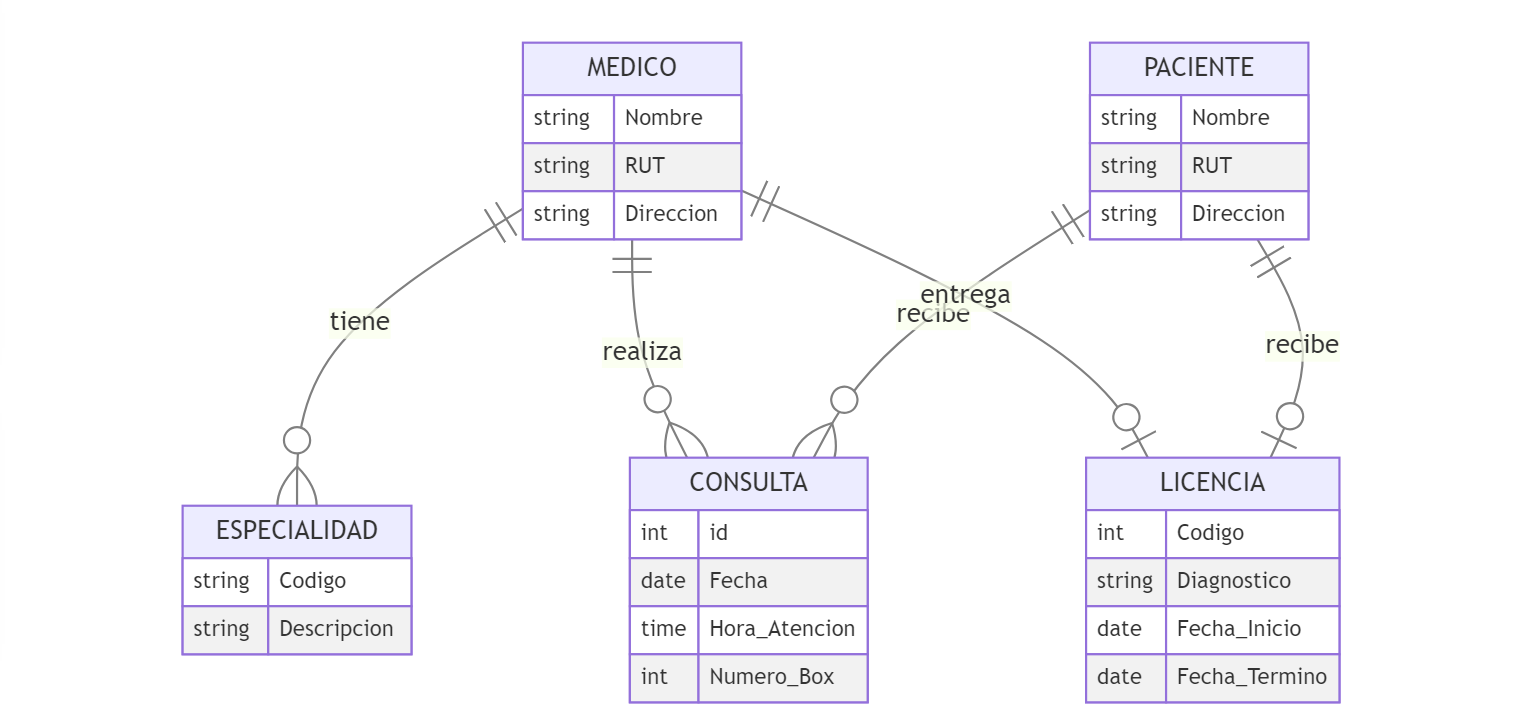 MEDICO
string Nombre
string RUT
string Direccion
PACIENTE
string Nombre
string RUT
string Direccion
tiene
realiza
entrega
recibe
recibe
ESPECIALIDAD
string Codigo
string Descripcion
CONSULTA
int id
date Fecha
time Hora_Atencion
int Numero_Box
LICENCIA
int Codigo
string Diagnostico
date Fecha_Inicio
date Fecha_Termino